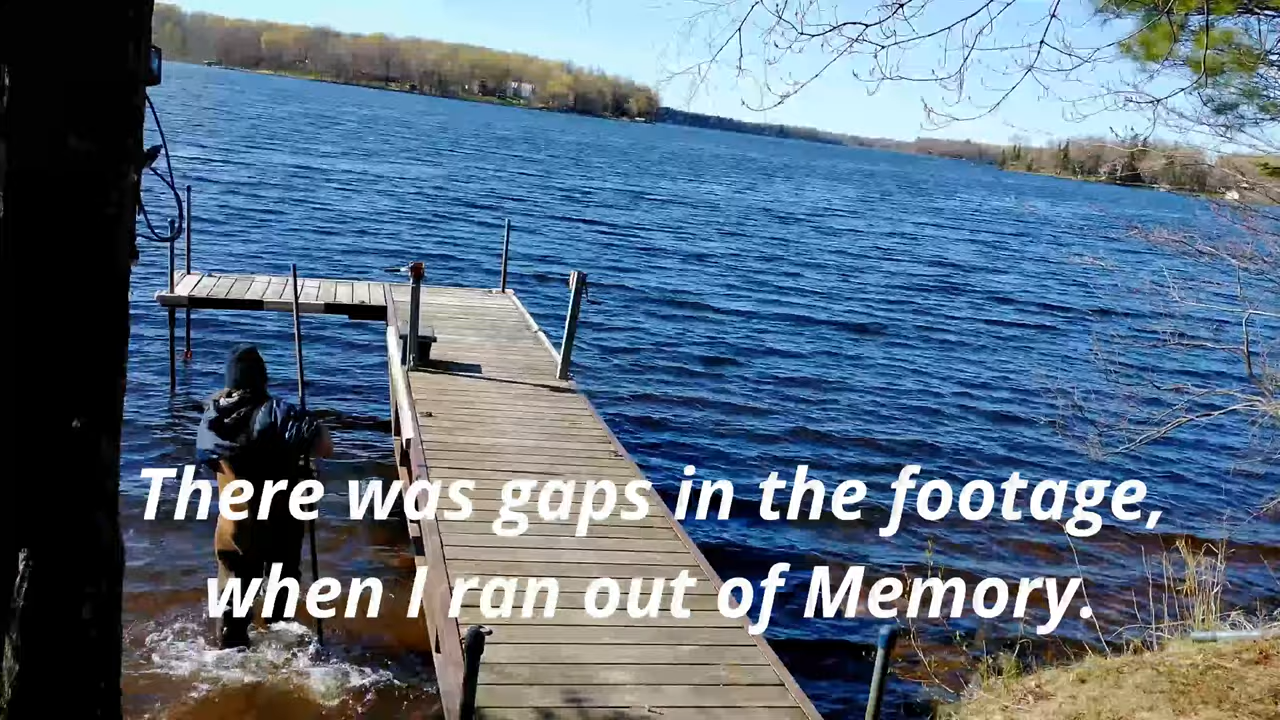 There was gaps in the footage,
when I ran out of Memory.